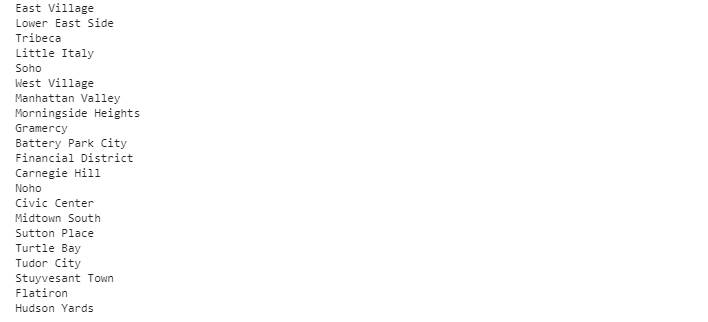 East Village
Lower East Side
Tribeca
Little Italy
Soho
West Village
Manhattan Valley
Morningside Heights
Gramercy
Battery Park City
Financial District
Carnegie Hill
Noho
Civic Center
Midtown South
Sutton Place
Turtle Bay
Tudor City
Stuyvesant Town
Flatiron
Hudson Yards